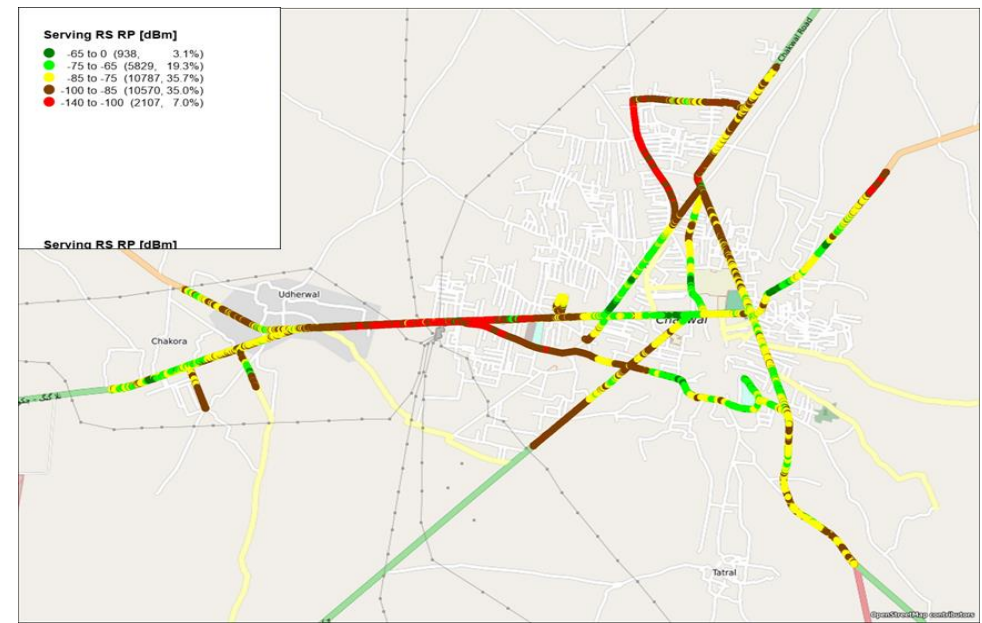 Serving RS RP [dBm]
-65 to 0 (938, 3.1%)
-75 to -65 (5829, 19.3%)
-85 to -75 (10787, 35.7%)
-100 to -85 (10570, 35.0%)
-140 to -100 (2107, 7.0%)
Serving RS RP [dBm]
Chakwal Road
Udherwal
Chakora
Chakwal
Tatral
OpenStreetMap contributors